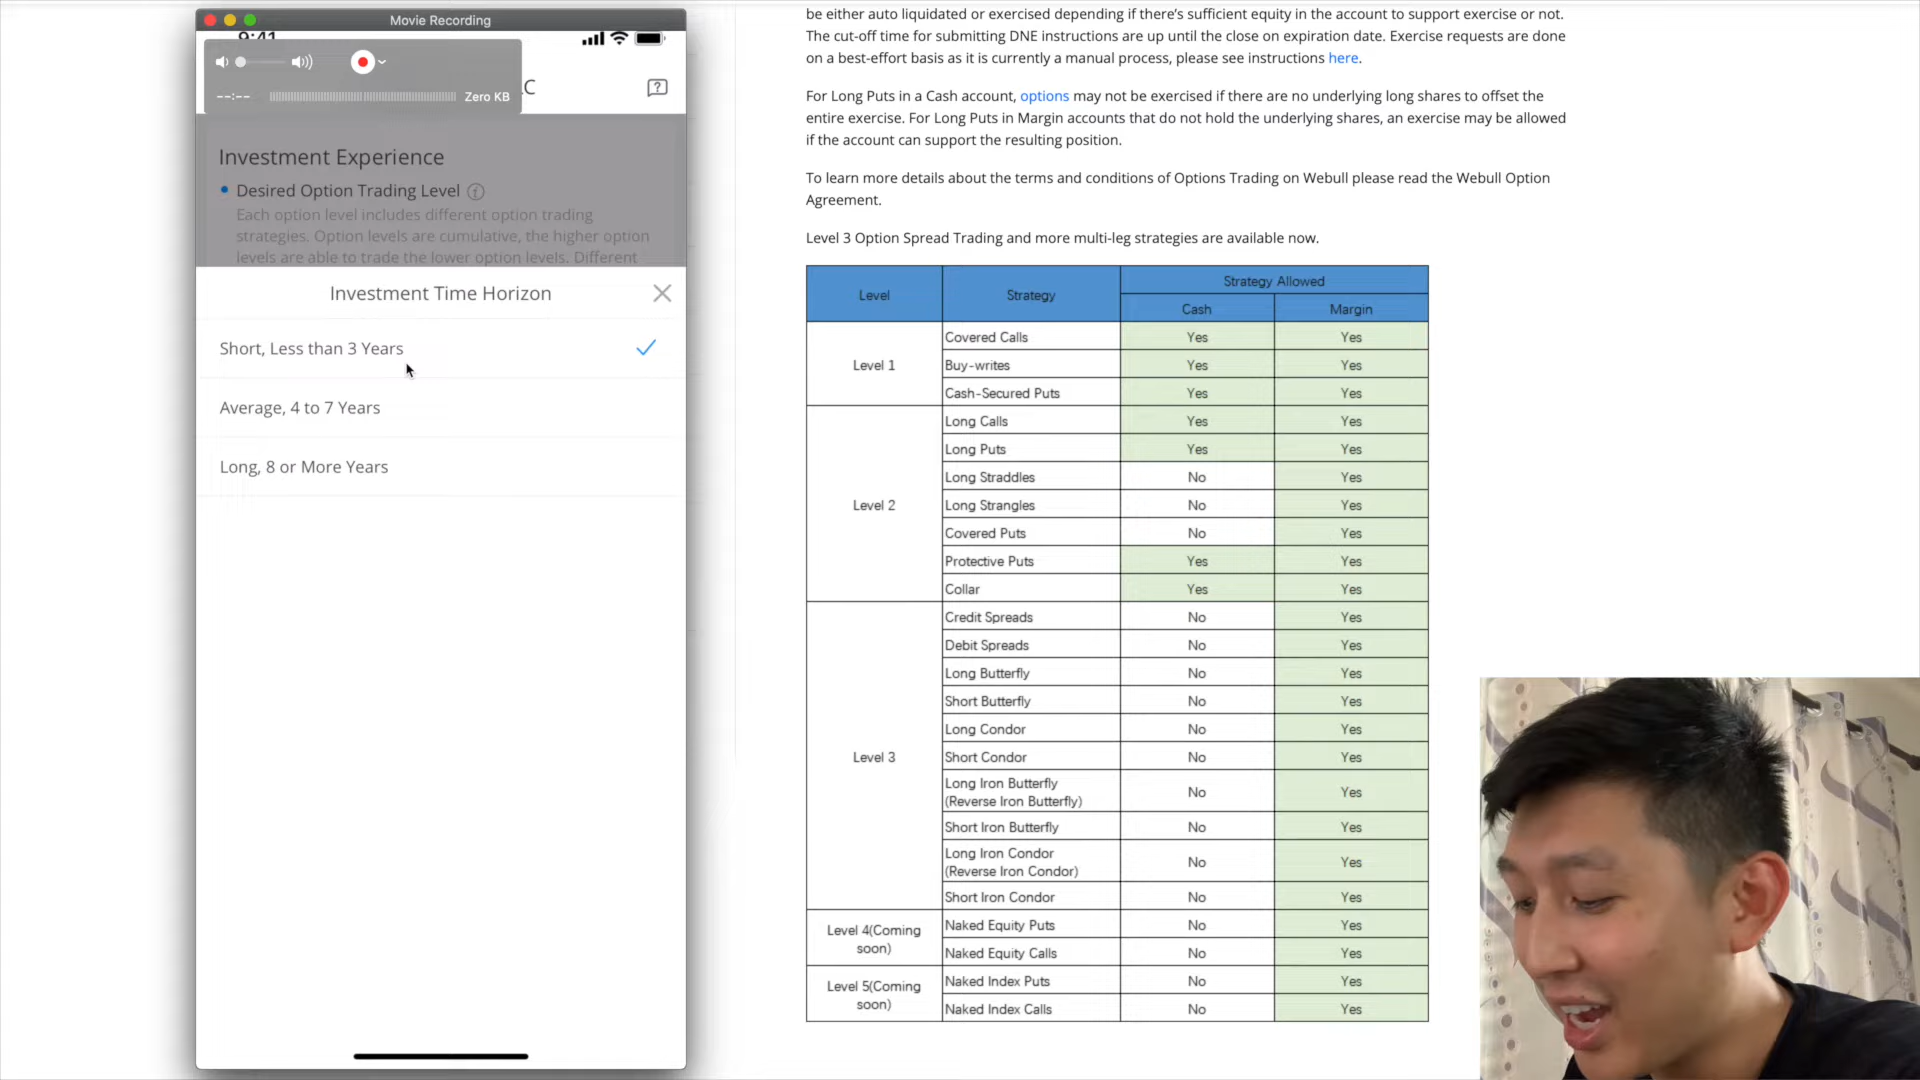 Movie Recording
9:41
--:--
Zero KB
C
Investment Experience
Desired Option Trading Level
Each option level includes different option trading
strategies. Option levels are cumulative, the higher option
levels are able to trade the lower option levels. Different
Investment Time Horizon
Short, Less than 3 Years
Average, 4 to 7 Years
Long, 8 or More Years
be either auto liquidated or exercised depending if there's sufficient equity in the account to support exercise or not.
The cut-off time for submitting DNE instructions are up until the close on expiration date. Exercise requests are done
on a best-effort basis as it is currently a manual process, please see instructions here.
For Long Puts in a Cash account, options may not be exercised if there are no underlying long shares to offset the
entire exercise. For Long Puts in Margin accounts that do not hold the underlying shares, an exercise may be allowed
if the account can support the resulting position.
To learn more details about the terms and conditions of Options Trading on Webull please read the Webull Option
Agreement.
Level 3 Option Spread Trading and more multi-leg strategies are available now.
Level Strategy Strategy Allowed
Cash Margin
Level 1
Covered Calls Yes Yes
Buy-writes Yes Yes
Cash-Secured Puts Yes Yes
Level 2
Long Calls Yes Yes
Long Puts Yes Yes
Long Straddles No Yes
Long Strangles No Yes
Covered Puts No Yes
Protective Puts Yes Yes
Collar Yes Yes
Level 3
Credit Spreads No Yes
Debit Spreads No Yes
Long Butterfly No Yes
Short Butterfly No Yes
Long Condor No Yes
Short Condor No Yes
Long Iron Butterfly
(Reverse Iron Butterfly) No Yes
Short Iron Butterfly No Yes
Long Iron Condor
(Reverse Iron Condor) No Yes
Short Iron Condor No Yes
Level 4(Coming
soon)
Naked Equity Puts No Yes
Naked Equity Calls No Yes
Level 5(Coming
soon)
Naked Index Puts No Yes
Naked Index Calls No Yes